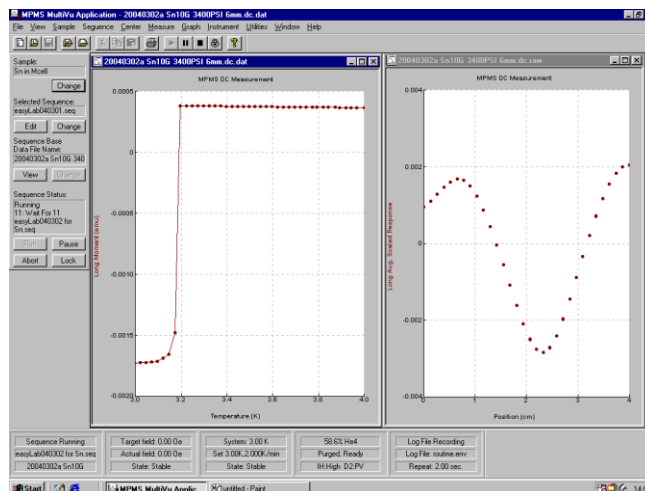 MPMS MultiVu Application - 20040302a Sn10G 3400PSI 6mm.dc.dat
File View Sample Sequence Center Measure Graph Instrument Utilities Window Help
Sample:
Sn in Mcell
Change
Selected Sequence:
easyLab040301.seq
Edit Change
Sequence Base
Data File Name:
20040302a Sn10G 340
View Change
Sequence Status:
Running
11: Wait For 11
easyLab040302 for
Sn.seq
Run Pause
Abort Lock
20040302a Sn10G 3400PSI 6mm.dc.dat
MPMS DC Measurement
0.0005
0
-0.0005
-0.0010
-0.0015
-0.0020
Long Moment (emu)
3.0 3.2 3.4 3.6 3.8 4.0
Temperature (K)
20040302a Sn10G 3400PSI 6mm.dc.raw
MPMS DC Measurement
0.004
0.002
0
-0.002
-0.004
Long Avg. Scaled Response
0 1 2 3 4
Position (cm)
Sequence Running
easyLab040302 for Sn.seq
20040302a Sn10G
Target field: 0.00 Oe
Actual field: 0.00 Oe
State: Stable
System: 3.00 K
Set:3.00K,2.000K/min
State: Stable
58.6% He4
Purged, Ready
IH:High D2:PV
Log File Recording
Log File: routine.env
Repeat: 2.00 sec.
Start
MPMS MultiVu Applic...
untitled - Paint